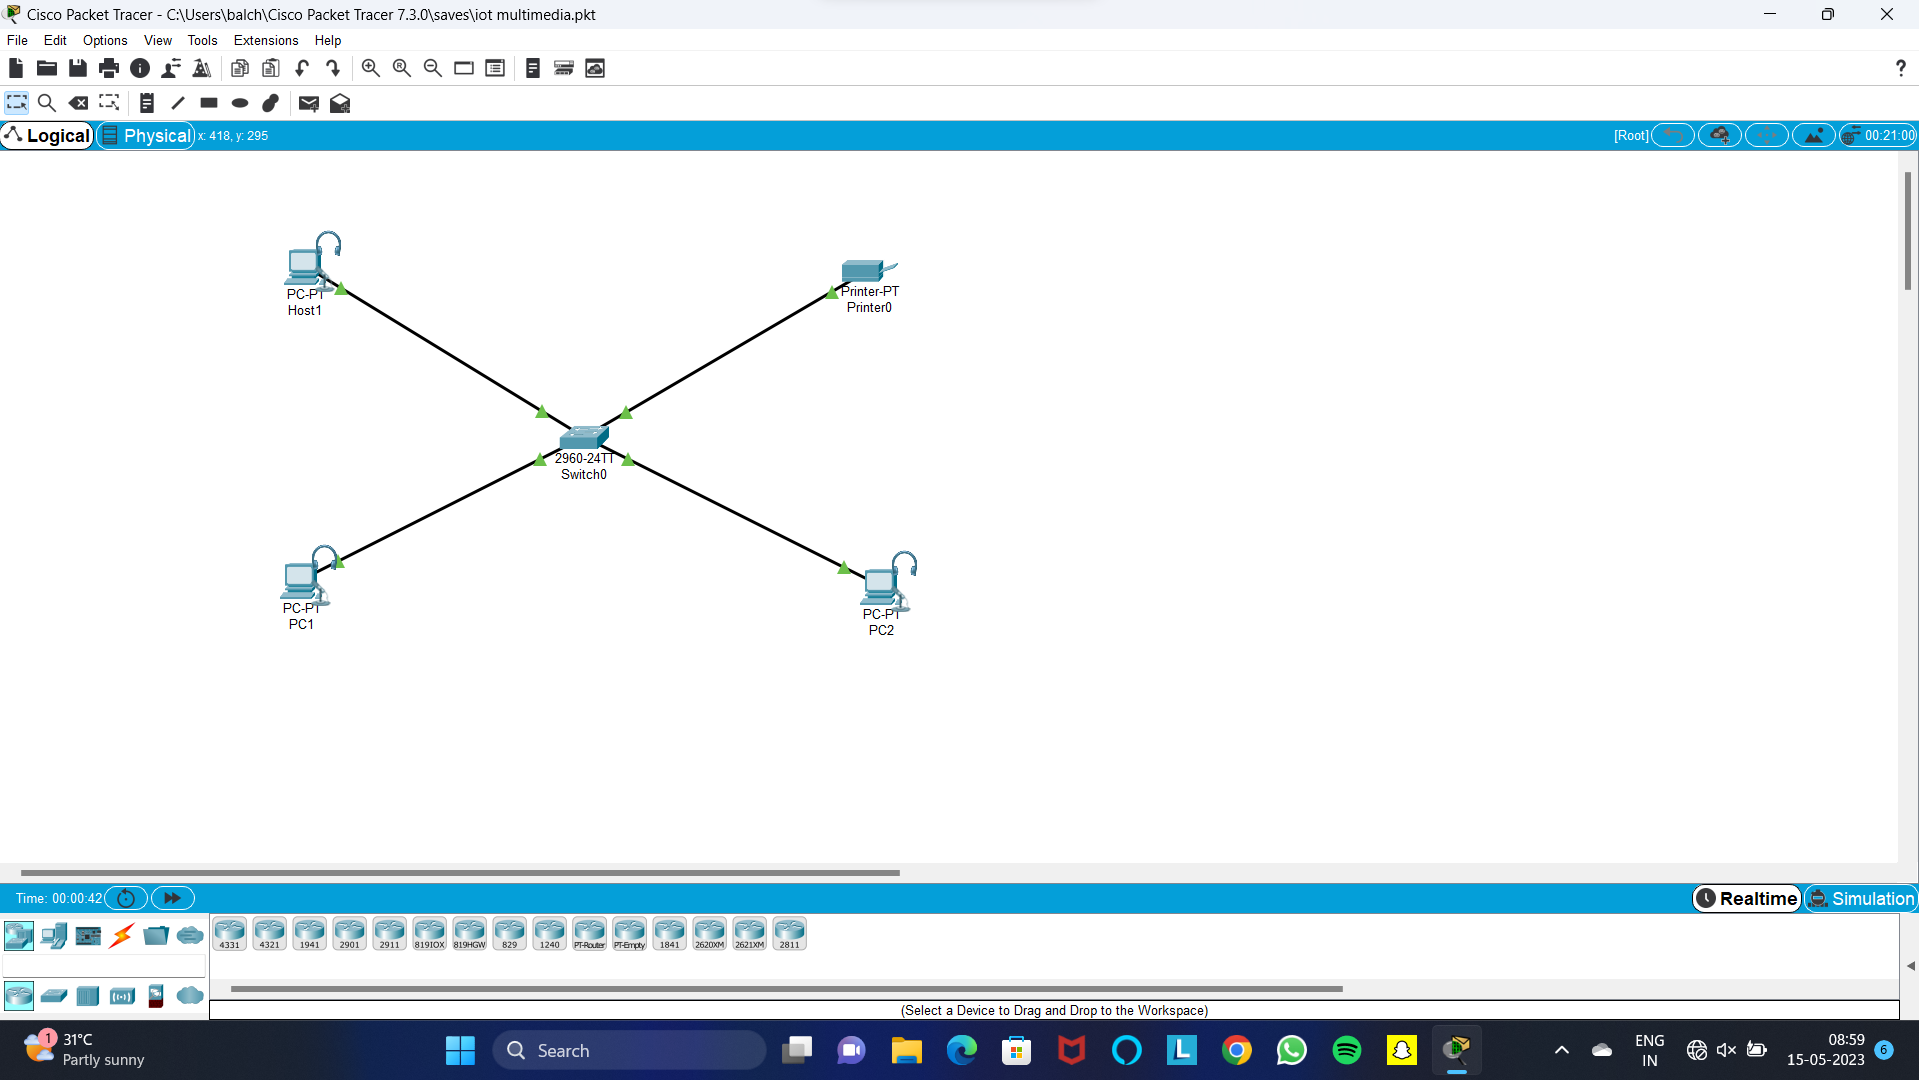 Cisco Packet Tracer - C:\Users\balch\Cisco Packet Tracer 7.3.0\saves\iot multimedia.pkt
File Edit Options View Tools Extensions Help
?
Logical Physical x: 418, y: 295 [Root] 00:21:00
PC-PT
Host1
Printer-PT
Printer0
2960-24TT
Switch0
PC-PT
PC1
PC-PT
PC2
Time: 00:00:42 Realtime Simulation
4331 4321 1941 2901 2911 819IOX 819HGW 829 1240 PT-Router PT-Empty 1841 2620XM 2621XM 2811
(Select a Device to Drag and Drop to the Workspace)
1 31°C
Partly sunny
Search
L
ENG
IN
08:59
15-05-2023
6